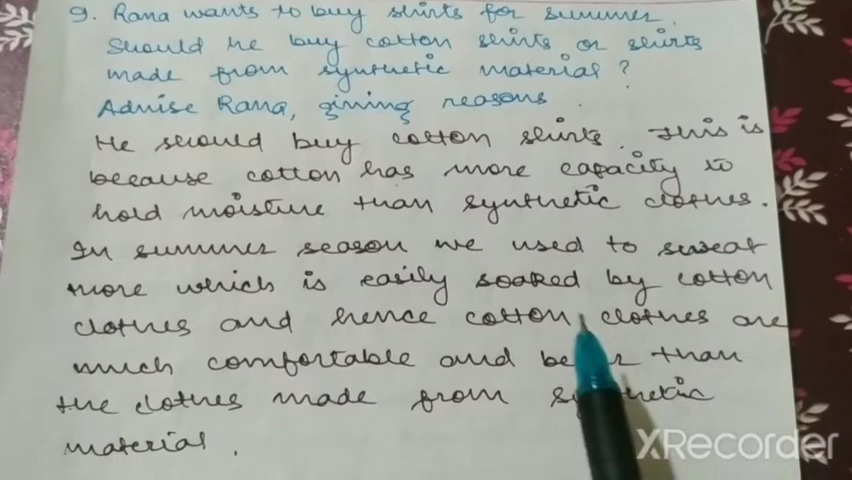 9. Rana wants to buy shirts for summer.
Should he buy cotton shirts or shirts
made from synthetic material?
Advise Rana, giving reasons.
He should buy cotton shirts. This is
because cotton has more capacity to
hold moisture than synthetic clothes.
In summer season we used to sweat
more which is easily soaked by cotton
clothes and hence cotton clothes are
much comfortable and than
the clothes made from
material.
XRecorder